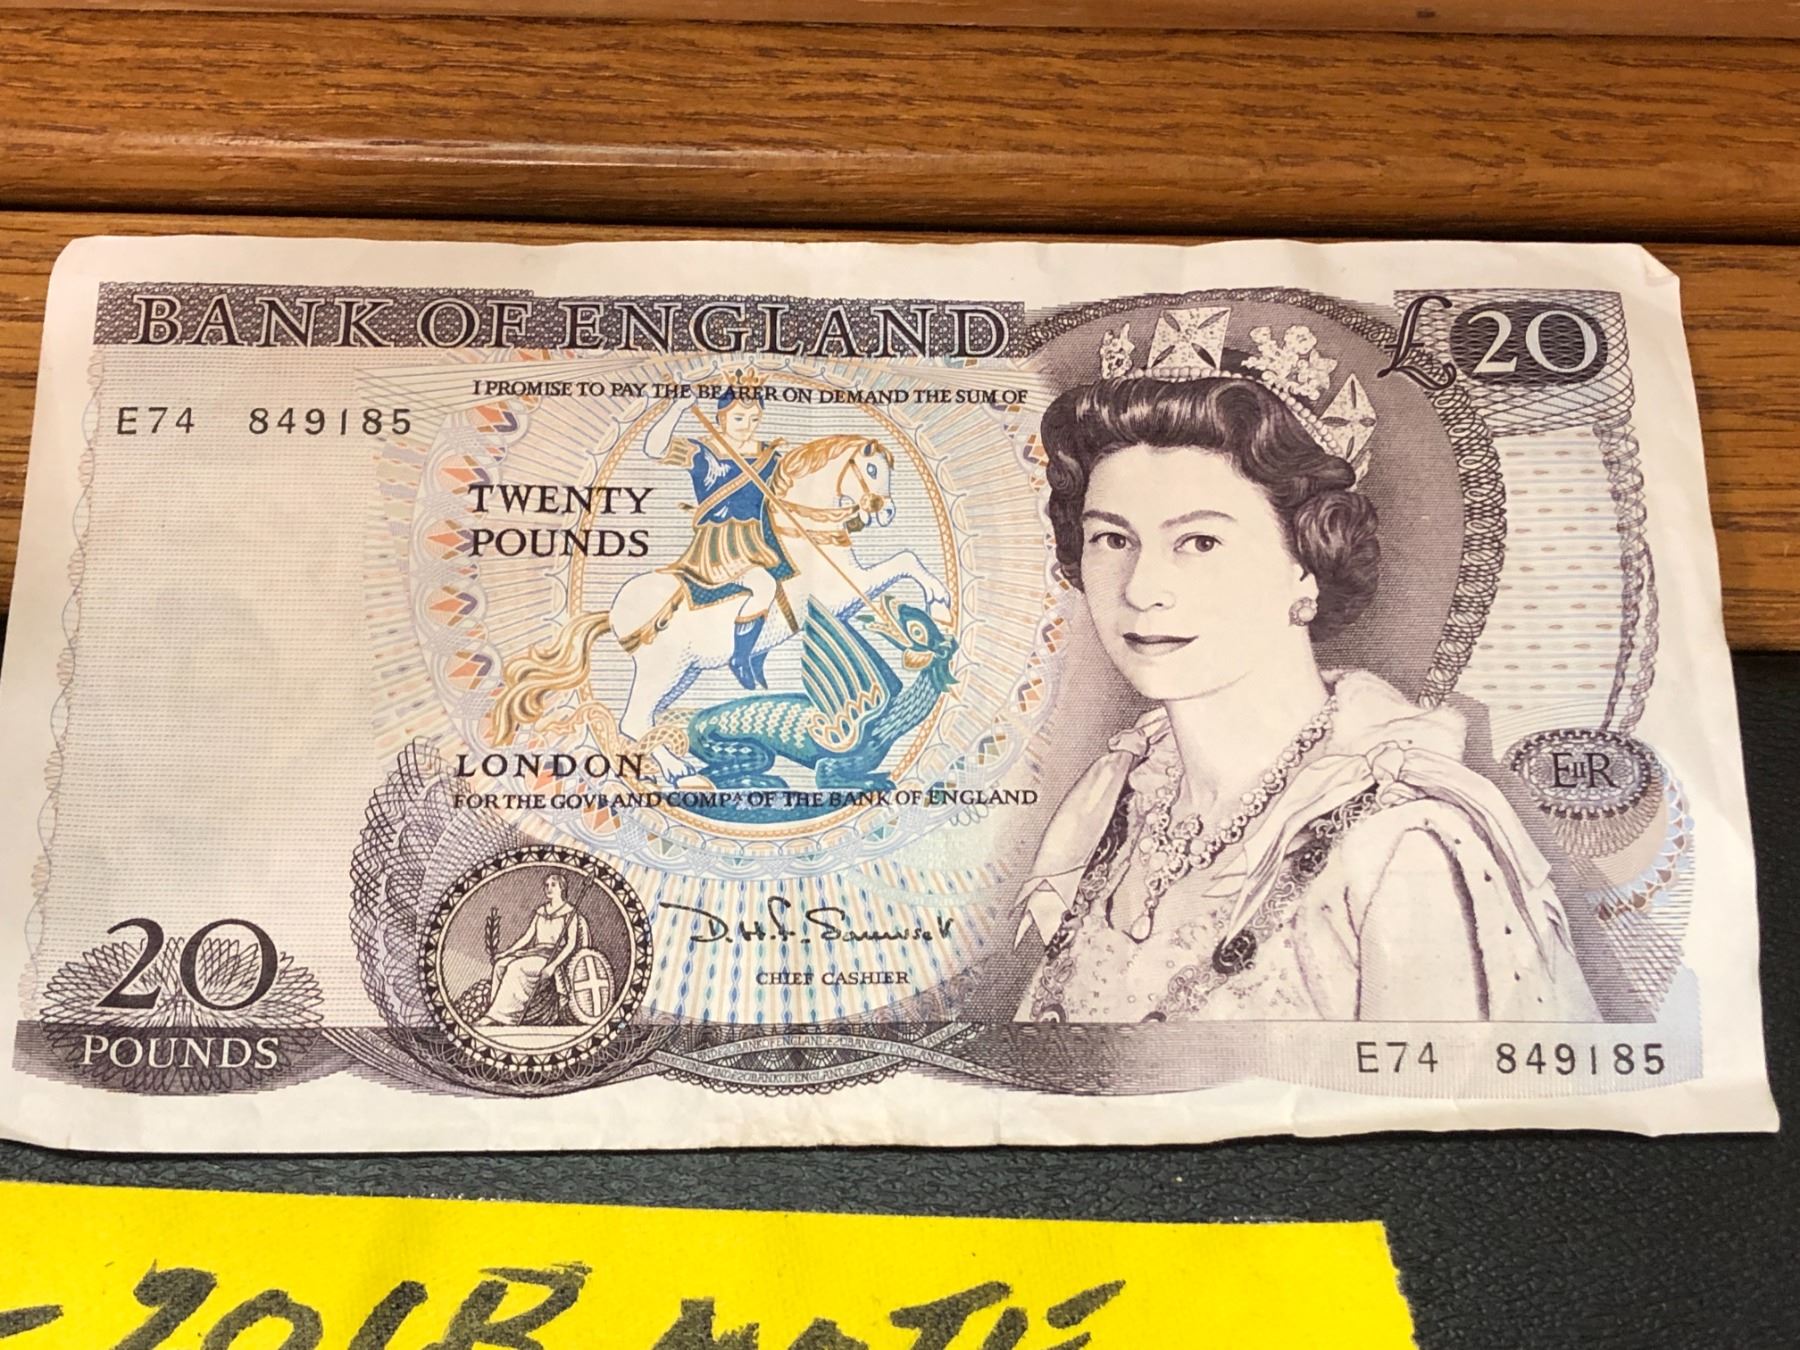 BANK OF ENGLAND
£20
I PROMISE TO PAY THE BEARER ON DEMAND THE SUM OF
E74 849185
TWENTY
POUNDS
LONDON
FOR THE GOVR AND COMPA OF THE BANK OF ENGLAND
EIIR
D.H.F. Somerset
CHIEF CASHIER
20
POUNDS
E74 849185